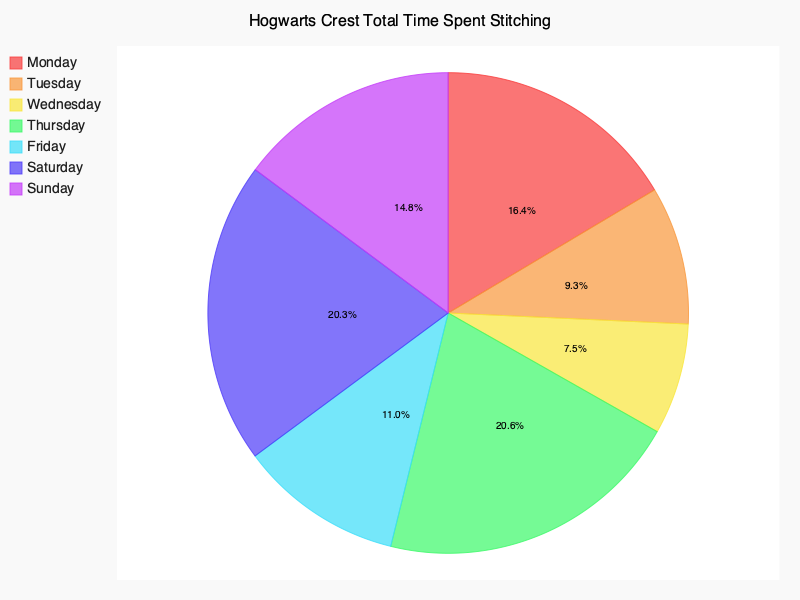 Hogwarts Crest Total Time Spent Stitching
Monday
Tuesday
Wednesday
Thursday
Friday
Saturday
Sunday
14.8%
16.4%
9.3%
20.3%
7.5%
11.0%
20.6%